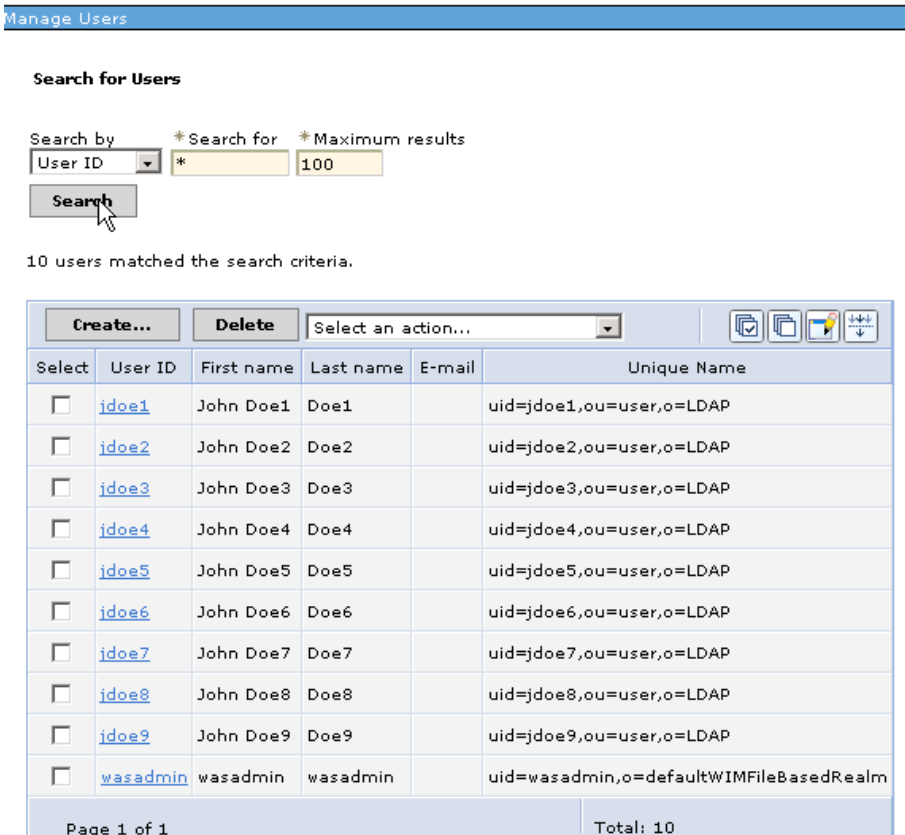 Manage Users
Search for Users
Search by *Search for *Maximum results
User ID * 100
Search
10 users matched the search criteria.
Create... Delete Select an action...
Select User ID First name Last name E-mail Unique Name
jdoe1 John Doe1 Doe1 uid=jdoe1,ou=user,o=LDAP
jdoe2 John Doe2 Doe2 uid=jdoe2,ou=user,o=LDAP
jdoe3 John Doe3 Doe3 uid=jdoe3,ou=user,o=LDAP
jdoe4 John Doe4 Doe4 uid=jdoe4,ou=user,o=LDAP
jdoe5 John Doe5 Doe5 uid=jdoe5,ou=user,o=LDAP
jdoe6 John Doe6 Doe6 uid=jdoe6,ou=user,o=LDAP
jdoe7 John Doe7 Doe7 uid=jdoe7,ou=user,o=LDAP
jdoe8 John Doe8 Doe8 uid=jdoe8,ou=user,o=LDAP
jdoe9 John Doe9 Doe9 uid=jdoe9,ou=user,o=LDAP
wasadmin wasadmin wasadmin uid=wasadmin,o=defaultWIMFileBasedRealm
Page 1 of 1 Total: 10